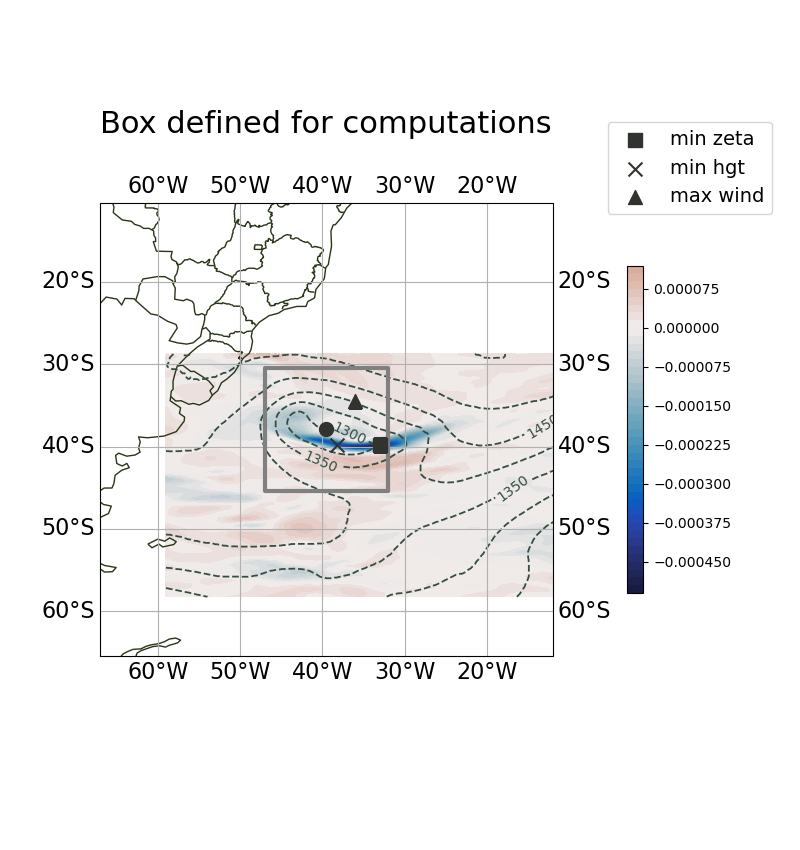 Box defined for computations
min zeta
min hgt
max wind
60°W 50°W 40°W 30°W 20°W
20°S 20°S
30°S 30°S
40°S 40°S
50°S 50°S
60°S 60°S
60°W 50°W 40°W 30°W 20°W
1300
1350
1450
1350
0.000075
0.000000
−0.000075
−0.000150
−0.000225
−0.000300
−0.000375
−0.000450